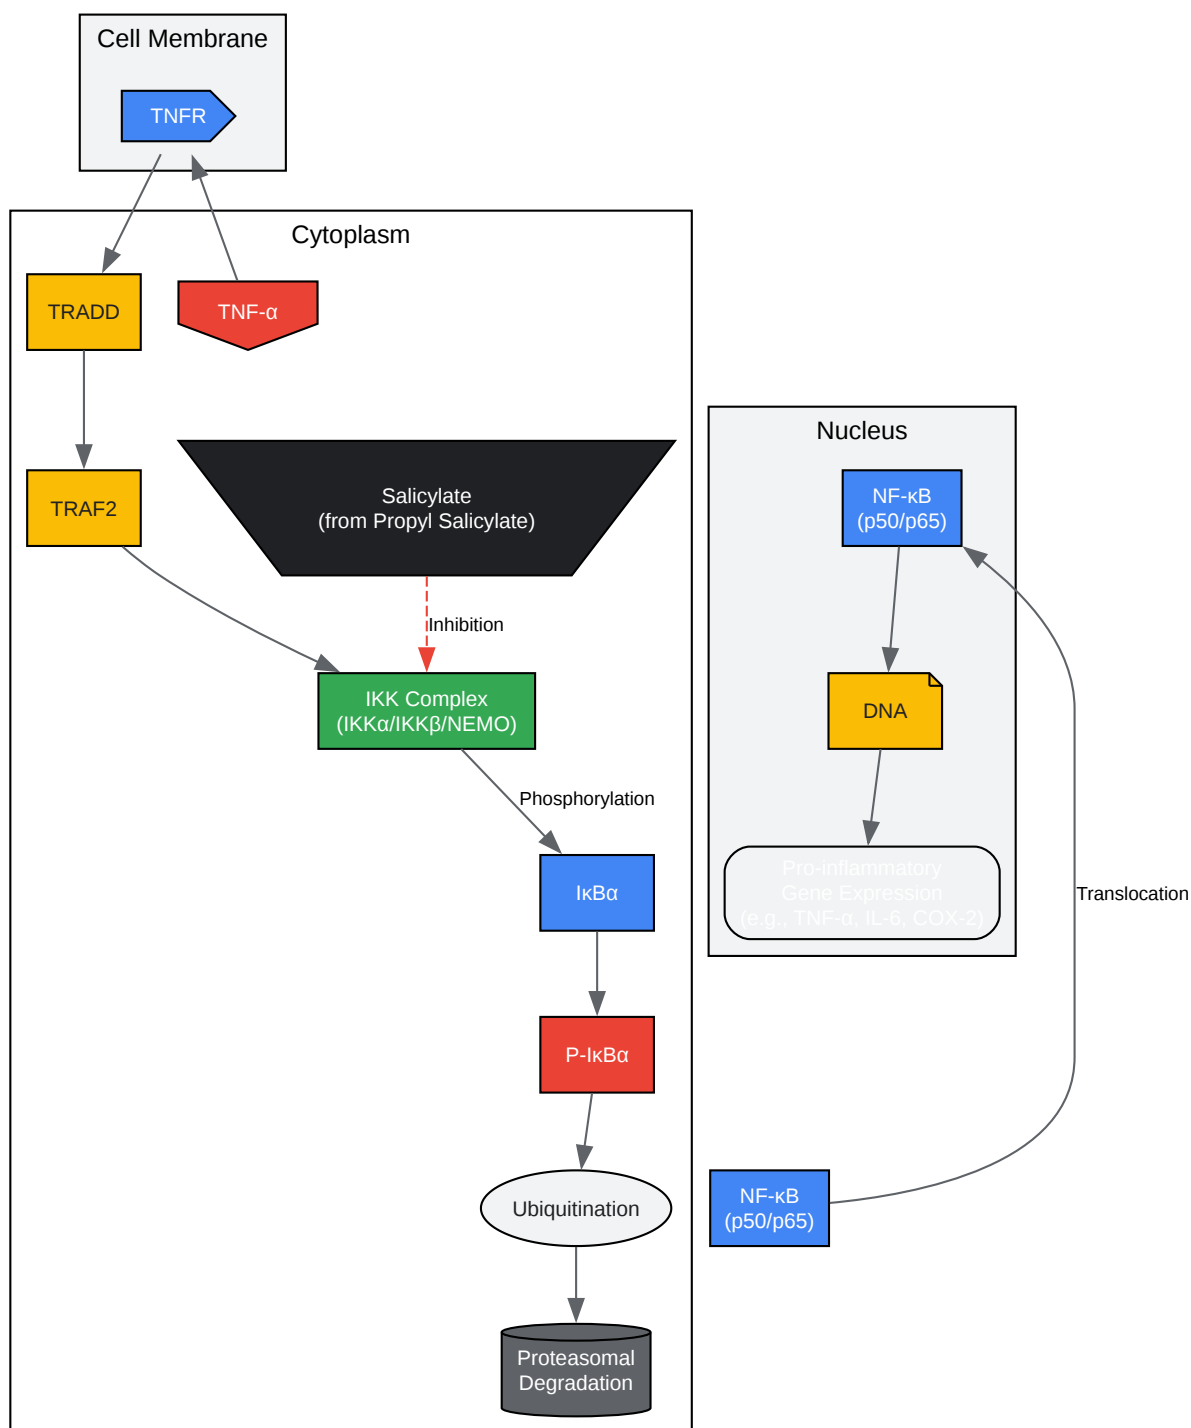 Cell Membrane
TNFR
Cytoplasm
TRADD
TNF-α
TRAF2
Salicylate
(from Propyl Salicylate)
Inhibition
IKK Complex
(IKKα/IKKβ/NEMO)
Phosphorylation
IκBα
P-IκBα
Ubiquitination
Proteasomal
Degradation
Nucleus
NF-κB
(p50/p65)
DNA
Pro-inflammatory
Gene Expression
(e.g., TNF-α, IL-6, COX-2)
Translocation
NF-κB
(p50/p65)